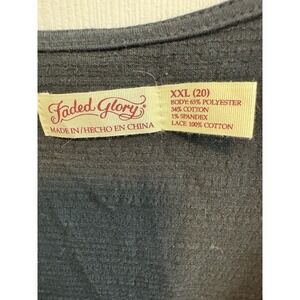 Faded Glory
MADE IN/HECHO EN CHINA
XXL (20)
BODY: 65% POLYESTER
34% COTTON
1% SPANDEX
LACE: 100% COTTON